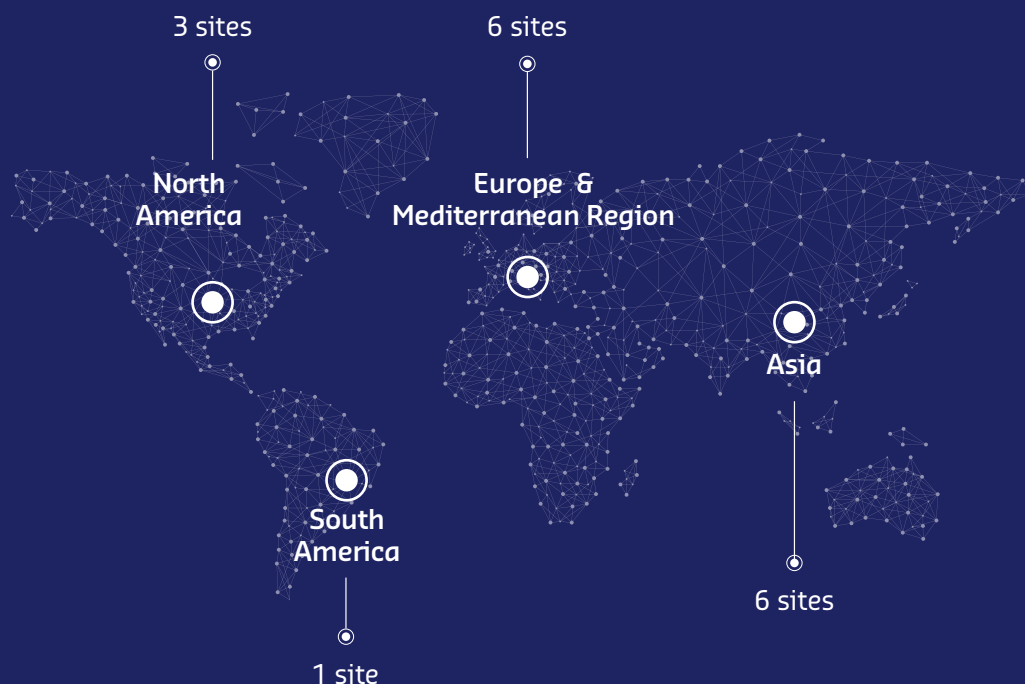 3 sites
North
America
6 sites
Europe &
Mediterranean Region
Asia
6 sites
South
America
1 site